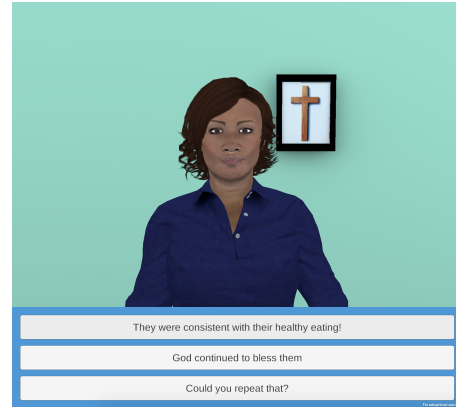 They were consistent with their healthy eating!
God continued to bless them
Could you repeat that?